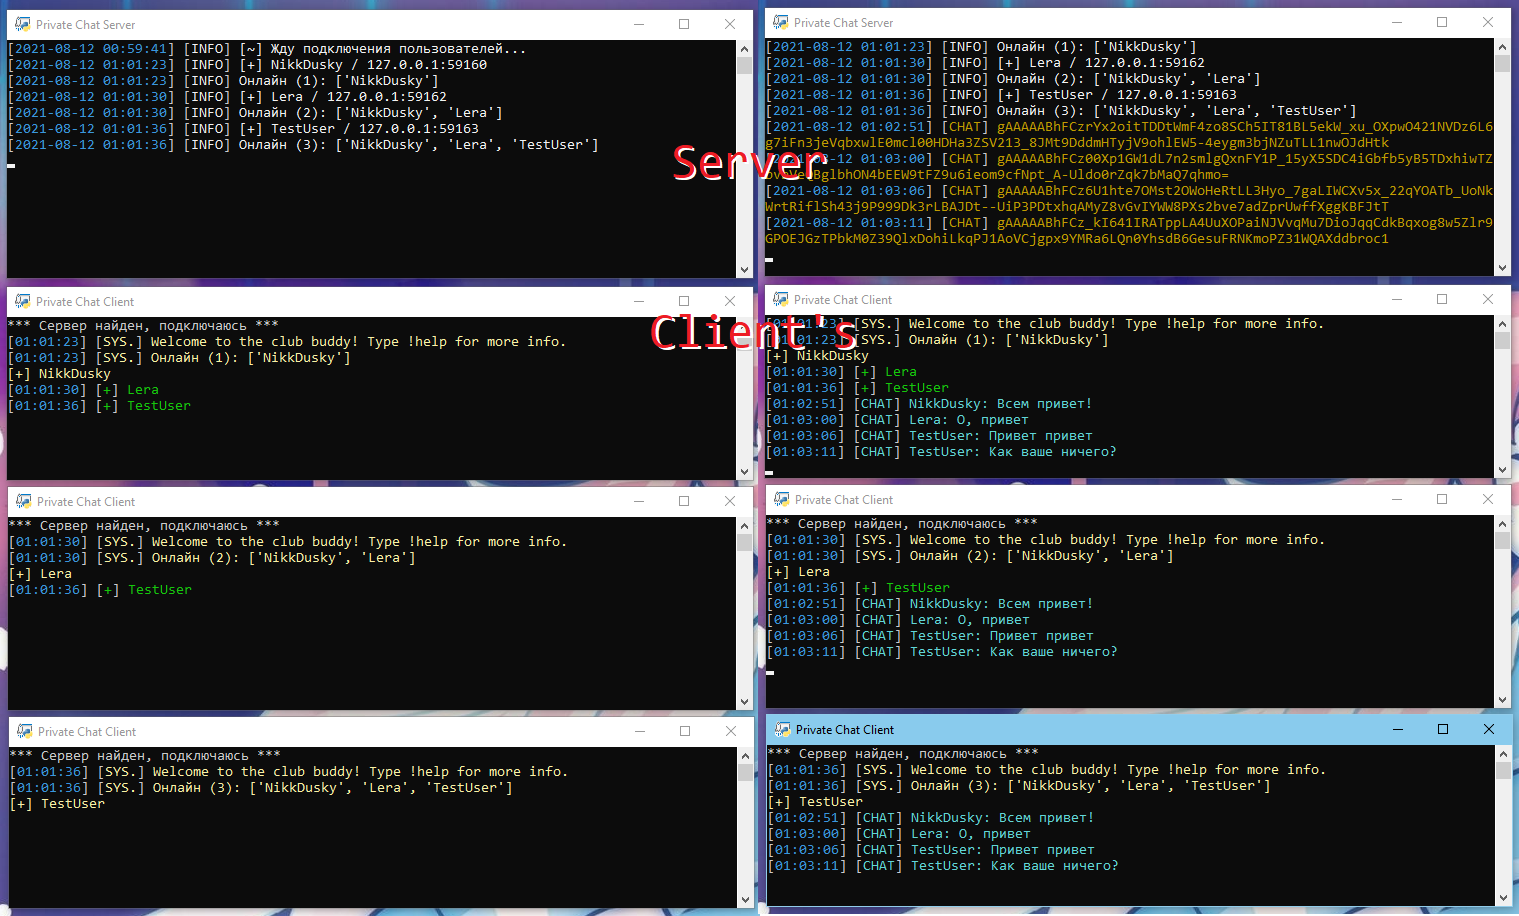 Private Chat Server
[2021-08-12 00:59:41] [INFO] [~] Жду подключения пользователей...
[2021-08-12 01:01:23] [INFO] [+] NikkDusky / 127.0.0.1:59160
[2021-08-12 01:01:23] [INFO] Онлайн (1): ['NikkDusky']
[2021-08-12 01:01:30] [INFO] [+] Lera / 127.0.0.1:59162
[2021-08-12 01:01:30] [INFO] Онлайн (2): ['NikkDusky', 'Lera']
[2021-08-12 01:01:36] [INFO] [+] TestUser / 127.0.0.1:59163
[2021-08-12 01:01:36] [INFO] Онлайн (3): ['NikkDusky', 'Lera', 'TestUser']
Private Chat Server
[2021-08-12 01:01:23] [INFO] Онлайн (1): ['NikkDusky']
[2021-08-12 01:01:30] [INFO] [+] Lera / 127.0.0.1:59162
[2021-08-12 01:01:30] [INFO] Онлайн (2): ['NikkDusky', 'Lera']
[2021-08-12 01:01:36] [INFO] [+] TestUser / 127.0.0.1:59163
[2021-08-12 01:01:36] [INFO] Онлайн (3): ['NikkDusky', 'Lera', 'TestUser']
[2021-08-12 01:02:51] [CHAT] gAAAAABhFCzrYx2oitTDDtWmF4zo8SCh5IT81BL5ekW_xu_OXpwO421NVDz6L6
g7iFn3jeVqbxwlE0mcl00HDHa3ZSV213_8JMt9DddmHTyjV9ohlEW5-4eygm3bjNZuTLL1nwOJdHtk
[2021-08-12 01:03:00] [CHAT] gAAAAABhFCz00Xp1GW1dL7n2smlgQxnFY1P_15yX5SDC4iGbfb5yB5TDxhiwTZ
[2021-08-12 01:03:06] [CHAT] gAAAAABhFCz6U1hte7OMst2OWoHeRtLL3Hyo_7gaLIWCXv5x_22qYOATb_UoNk
WrtRiflSh43j9P999Dk3rLBAJDt--UiP3PDtxhqAMyZ8vGvIYWW8PXs2bve7adZprUwffXggKBFJtT
[2021-08-12 01:03:11] [CHAT] gAAAAABhFCz_kI641IRATppLA4UuXOPaiNJVvqMu7DioJqqCdkBqxog8w5Zlr9
GPOEJGzTPbkM0Z39QlxDohiLkqPJ1AoVCjgpx9YMRa6LQn0YhsdB6GesuFRNKmoPZ31WQAXddbroc1
Server
Private Chat Client
*** Сервер найден, подключаюсь ***
[01:01:23] [SYS.] Welcome to the club buddy! Type !help for more info.
[01:01:23] [SYS.] Онлайн (1): ['NikkDusky']
[+] NikkDusky
[01:01:30] [+] Lera
[01:01:36] [+] TestUser
Client's
Private Chat Client
[01:01:23] [SYS.] Welcome to the club buddy! Type !help for more info.
[01:01:23] [SYS.] Онлайн (1): ['NikkDusky']
[+] NikkDusky
[01:01:30] [+] Lera
[01:01:36] [+] TestUser
[01:02:51] [CHAT] NikkDusky: Всем привет!
[01:03:00] [CHAT] Lera: О, привет
[01:03:06] [CHAT] TestUser: Привет привет
[01:03:11] [CHAT] TestUser: Как ваше ничего?
Private Chat Client
*** Сервер найден, подключаюсь ***
[01:01:30] [SYS.] Welcome to the club buddy! Type !help for more info.
[01:01:30] [SYS.] Онлайн (2): ['NikkDusky', 'Lera']
[+] Lera
[01:01:36] [+] TestUser
Private Chat Client
*** Сервер найден, подключаюсь ***
[01:01:30] [SYS.] Welcome to the club buddy! Type !help for more info.
[01:01:30] [SYS.] Онлайн (2): ['NikkDusky', 'Lera']
[+] Lera
[01:01:36] [+] TestUser
[01:02:51] [CHAT] NikkDusky: Всем привет!
[01:03:00] [CHAT] Lera: О, привет
[01:03:06] [CHAT] TestUser: Привет привет
[01:03:11] [CHAT] TestUser: Как ваше ничего?
Private Chat Client
*** Сервер найден, подключаюсь ***
[01:01:36] [SYS.] Welcome to the club buddy! Type !help for more info.
[01:01:36] [SYS.] Онлайн (3): ['NikkDusky', 'Lera', 'TestUser']
[+] TestUser
Private Chat Client
*** Сервер найден, подключаюсь ***
[01:01:36] [SYS.] Welcome to the club buddy! Type !help for more info.
[01:01:36] [SYS.] Онлайн (3): ['NikkDusky', 'Lera', 'TestUser']
[+] TestUser
[01:02:51] [CHAT] NikkDusky: Всем привет!
[01:03:00] [CHAT] Lera: О, привет
[01:03:06] [CHAT] TestUser: Привет привет
[01:03:11] [CHAT] TestUser: Как ваше ничего?